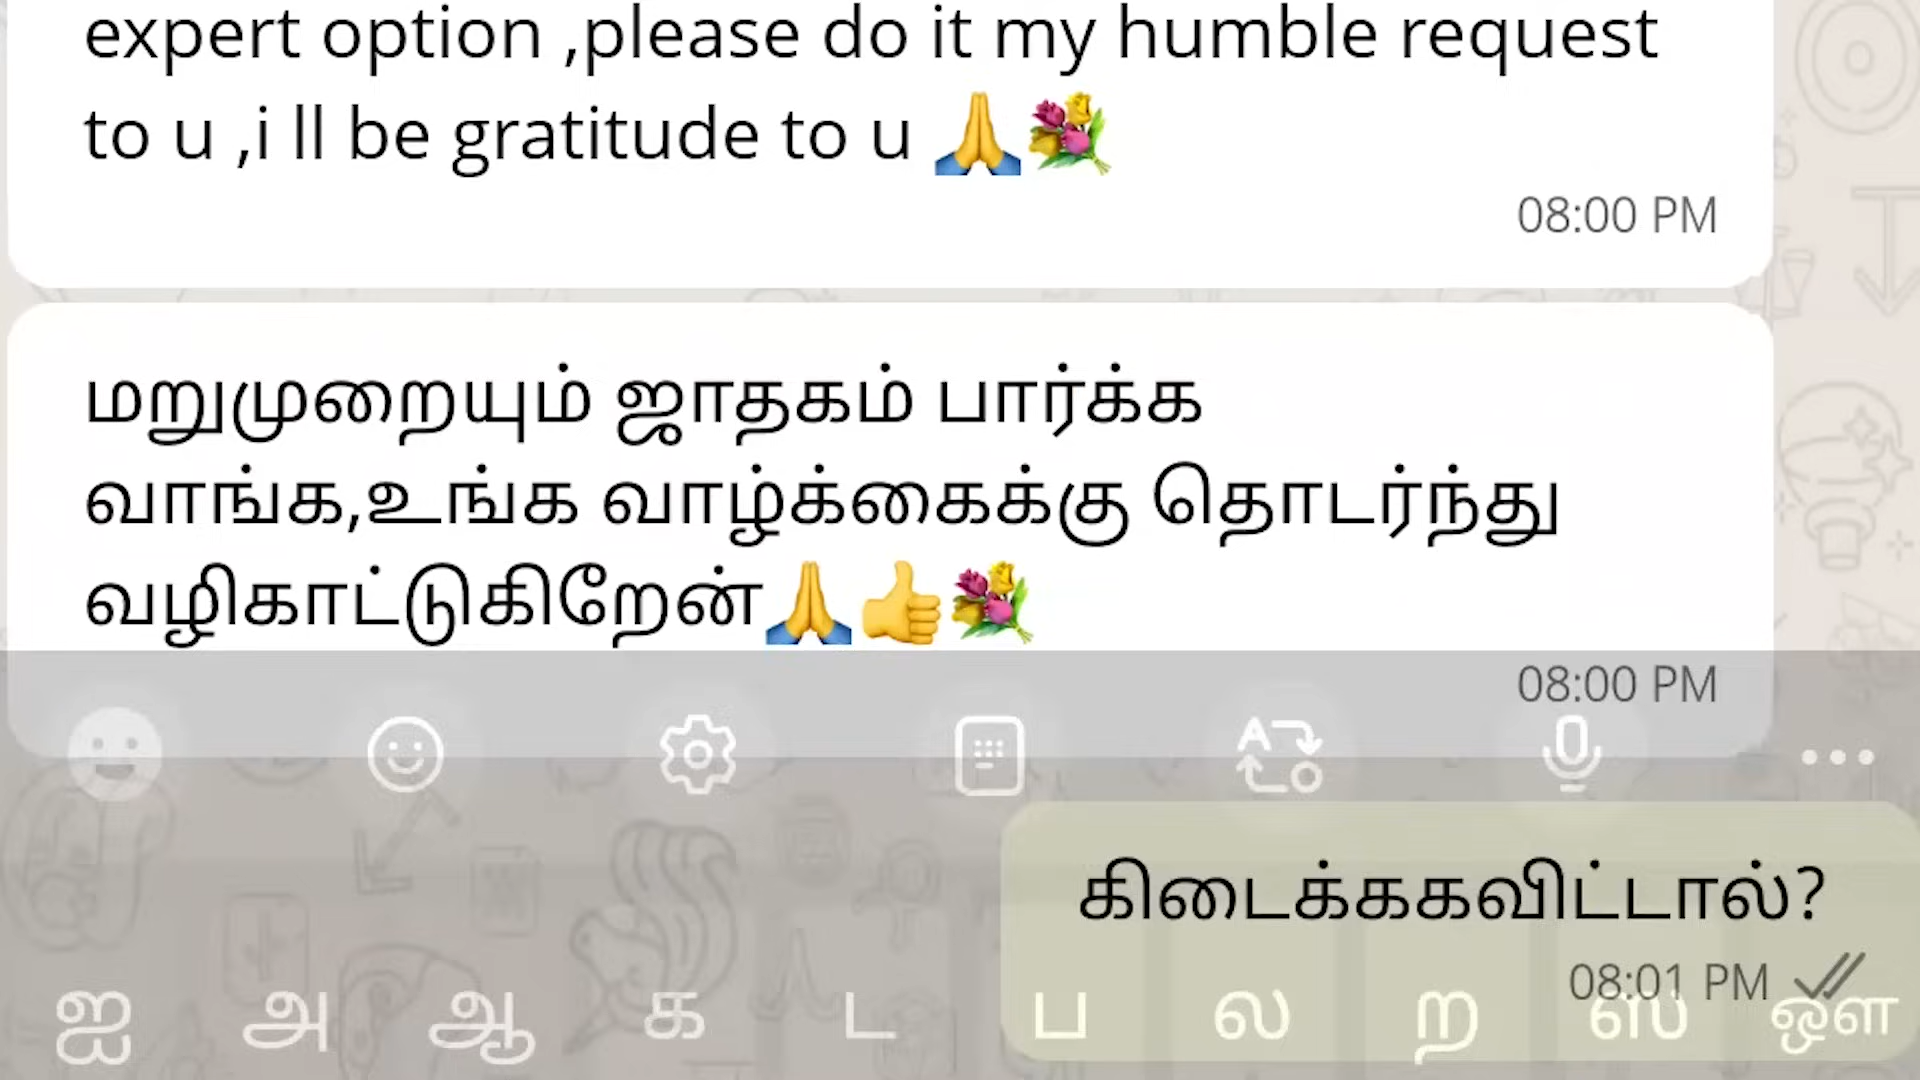 expert option ,please do it my humble request
to u ,i ll be gratitude to u 🙏💐
08:00 PM
மறுமுறையும் ஜாதகம் பார்க்க
வாங்க,உங்க வாழ்க்கைக்கு தொடர்ந்து
வழிகாட்டுகிறேன்🙏👍💐
08:00 PM
கிடைக்ககவிட்டால்?
08:01 PM
ஐ அ ஆ க ட ப ல ற ஸ் ஔ